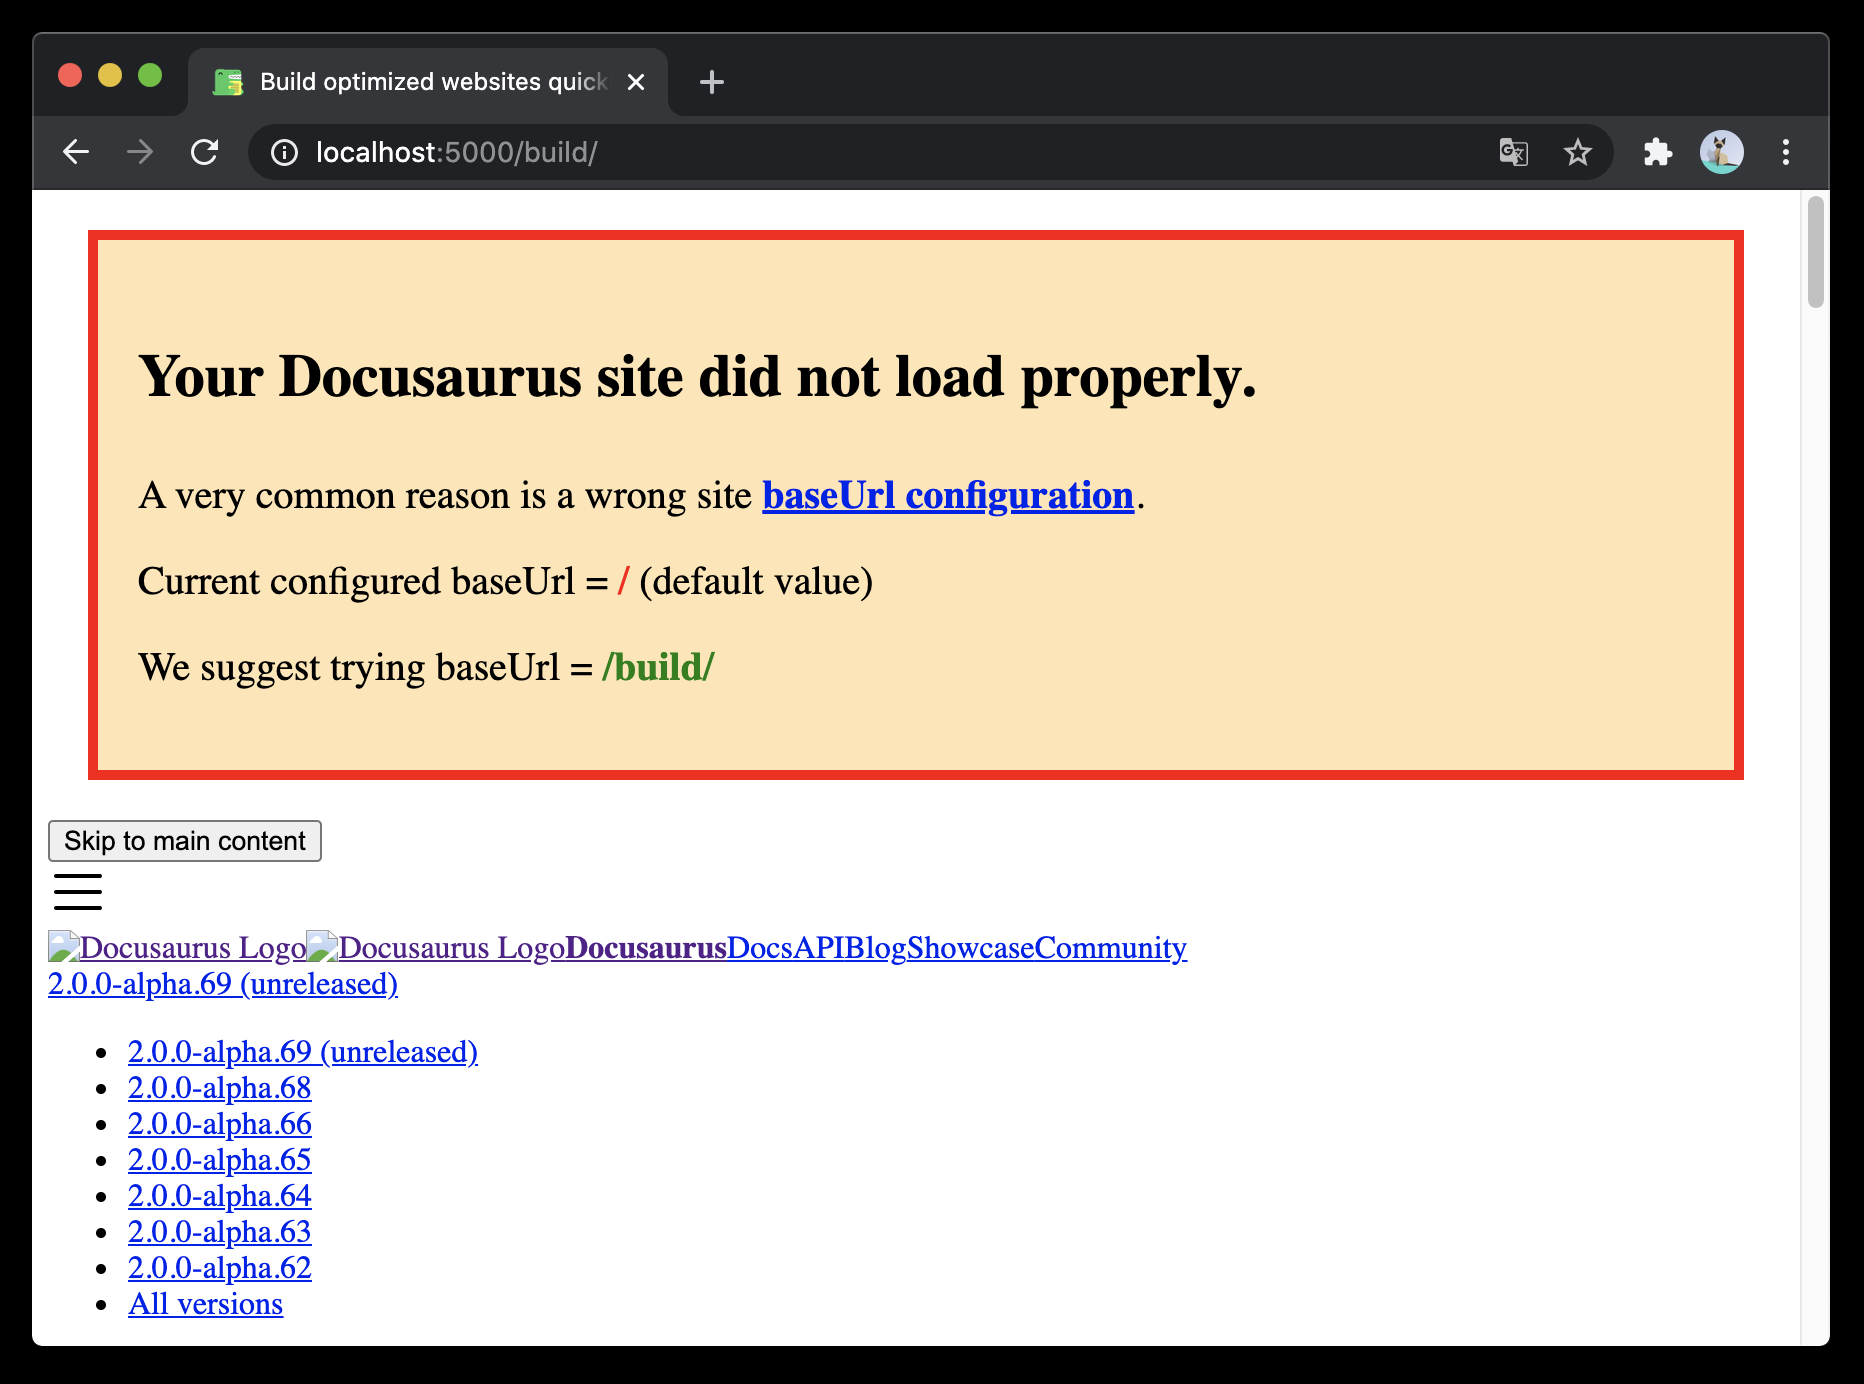 Build optimized websites quick
localhost:5000/build/
Your Docusaurus site did not load properly.
A very common reason is a wrong site baseUrl configuration.
Current configured baseUrl = / (default value)
We suggest trying baseUrl = /build/
Skip to main content
Docusaurus LogoDocusaurus LogoDocusaurusDocsAPIBlogShowcaseCommunity
2.0.0-alpha.69 (unreleased)
2.0.0-alpha.69 (unreleased)
2.0.0-alpha.68
2.0.0-alpha.66
2.0.0-alpha.65
2.0.0-alpha.64
2.0.0-alpha.63
2.0.0-alpha.62
All versions